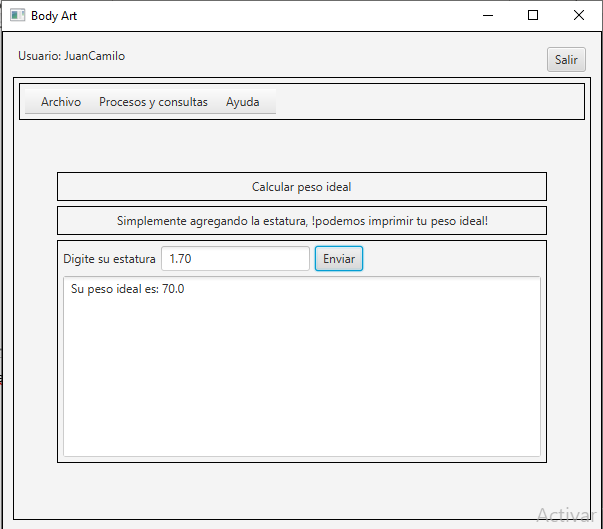 Body Art
Usuario: JuanCamilo
Salir
Archivo Procesos y consultas Ayuda
Calcular peso ideal
Simplemente agregando la estatura, !podemos imprimir tu peso ideal!
Digite su estatura 1.70 Enviar
Su peso ideal es: 70.0
Activar